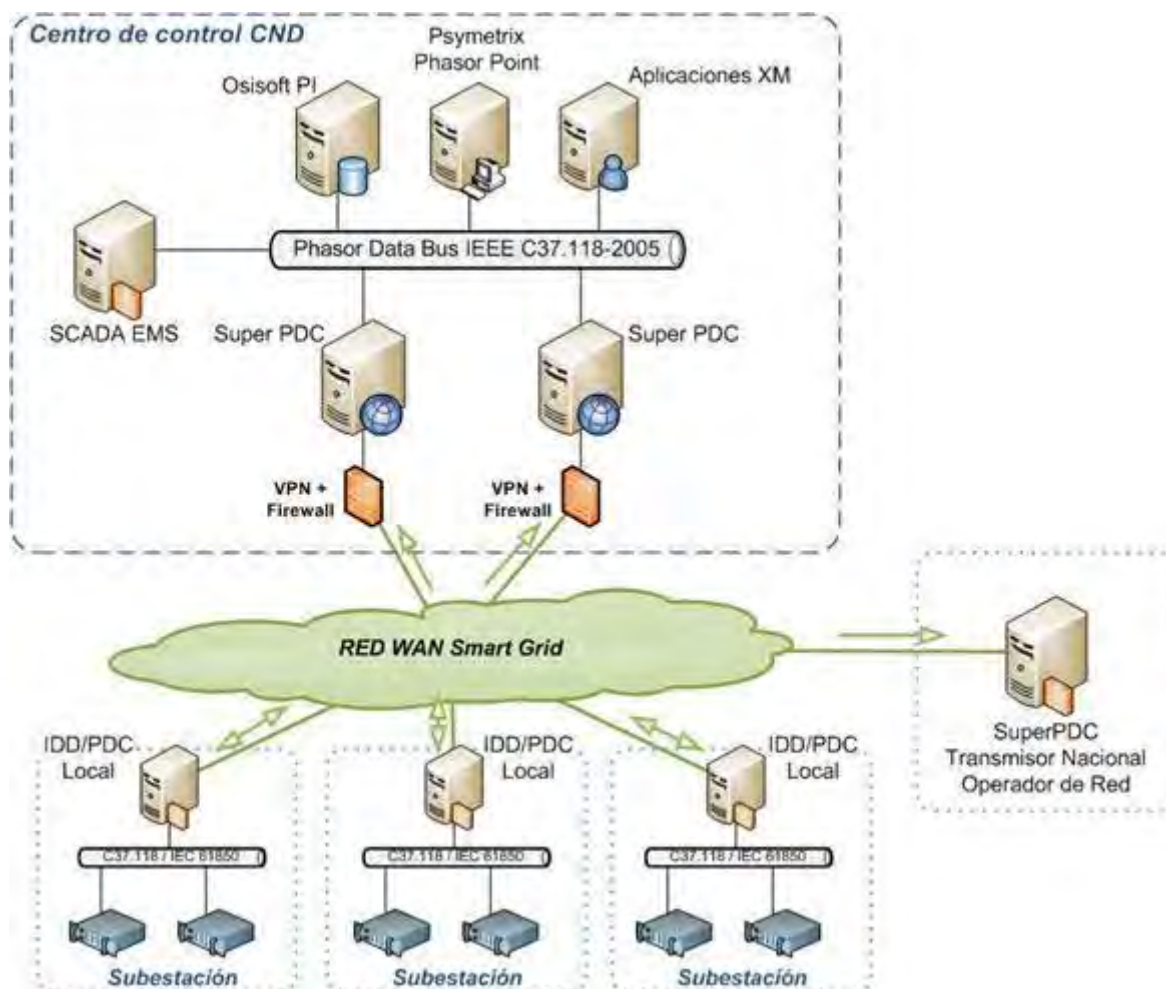 Centro de control CND
Psymetrix
Phasor Point
Osisoft PI
Aplicaciones XM
Phasor Data Bus IEEE C37.118-2005
SCADA EMS
Super PDC
Super PDC
VPN +
Firewall
VPN +
Firewall
RED WAN Smart Grid
SuperPDC
Transmisor Nacional
Operador de Red
IDD/PDC
Local
IDD/PDC
Local
IDD/PDC
Local
C37.118 / IEC 61850
C37.118 / IEC 61850
C37.118 / IEC 61850
Subestación
Subestación
Subestación